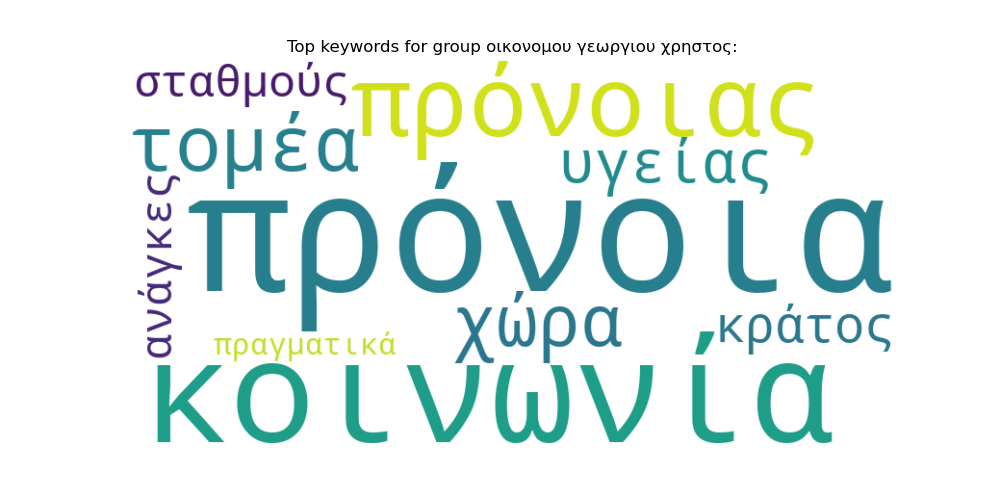 Top keywords for group οικονομου γεωργιου χρηστος:
σταθμούς
πρόνοιας
τομέα
υγείας
ανάγκες
πρόνοια
χώρα
κράτος
πραγματικά
κοινωνία